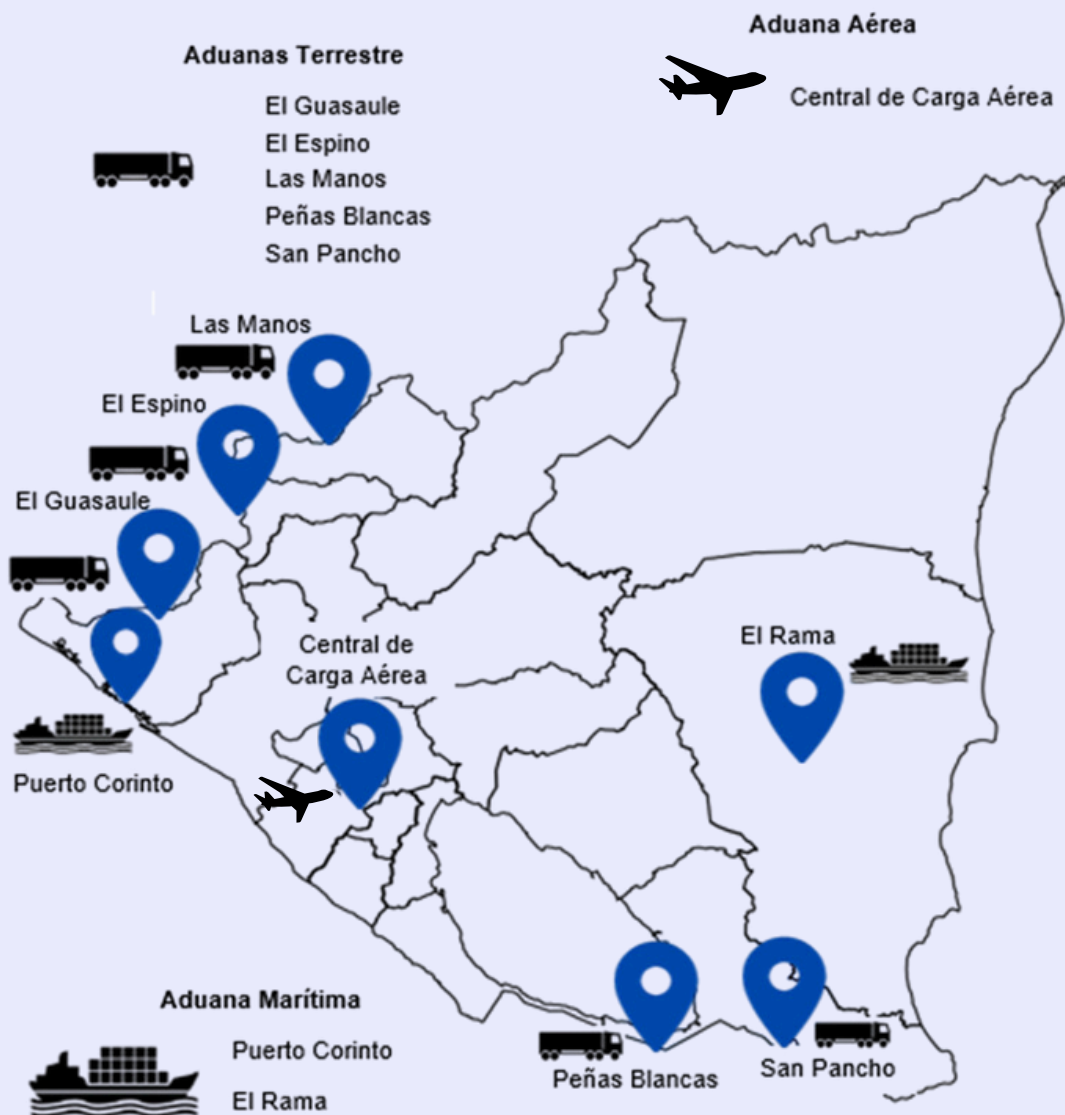 Aduana Aérea
Central de Carga Aérea
Aduanas Terrestre
El Guasaule
El Espino
Las Manos
Peñas Blancas
San Pancho
Las Manos
El Espino
El Guasaule
Central de
Carga Aérea
El Rama
Puerto Corinto
Peñas Blancas
San Pancho
Aduana Marítima
Puerto Corinto
El Rama